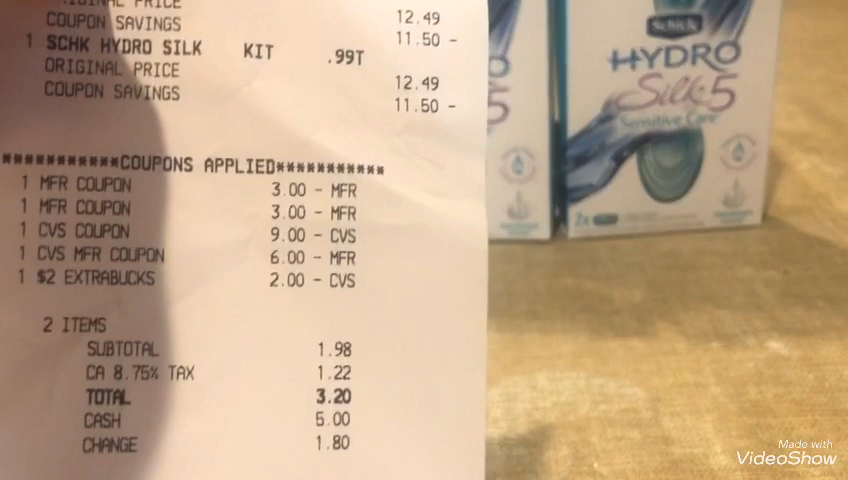 ORIGINAL PRICE 12.49
COUPON SAVINGS 11.50 -
1 SCHK HYDRO SILK KIT .99T
ORIGINAL PRICE 12.49
COUPON SAVINGS 11.50 -
***********COUPONS APPLIED***********
1 MFR COUPON 3.00 - MFR
1 MFR COUPON 3.00 - MFR
1 CVS COUPON 9.00 - CVS
1 CVS MFR COUPON 6.00 - MFR
1 $2 EXTRABUCKS 2.00 - CVS
2 ITEMS
SUBTOTAL 1.98
CA 8.75% TAX 1.22
TOTAL 3.20
CASH 5.00
CHANGE 1.80
Schick
HYDRO
Silk 5
Sensitive Care
2x
5
Made with
VideoShow